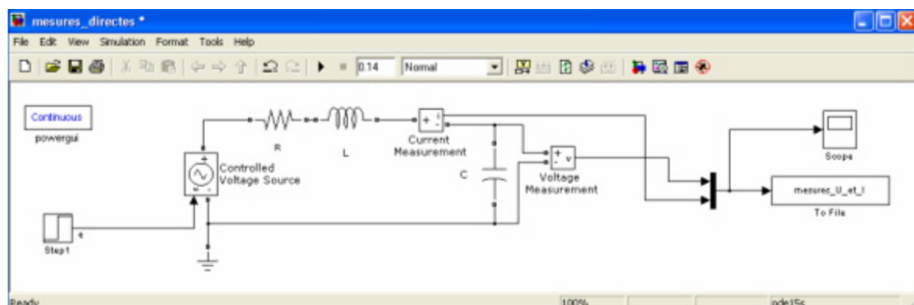 mesures_directes *
File Edit View Simulation Format Tools Help
0.14 Normal
Continuous
powergui
R
L
+ i -
Current
Measurement
Scope
Controlled
Voltage Source
C
+ - v
Voltage
Measurement
mesures_U_et_I
To File
Step1
e
Ready 100% ode15s